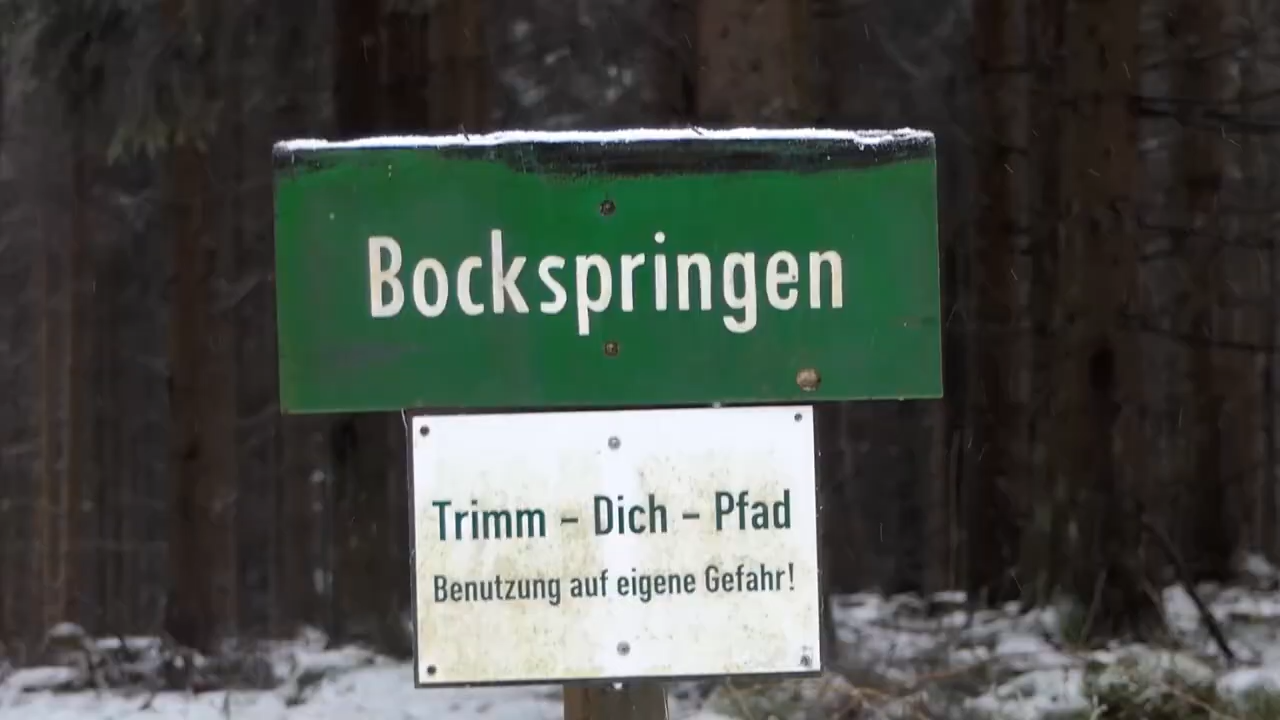 Bockspringen
Trimm - Dich - Pfad
Benutzung auf eigene Gefahr!